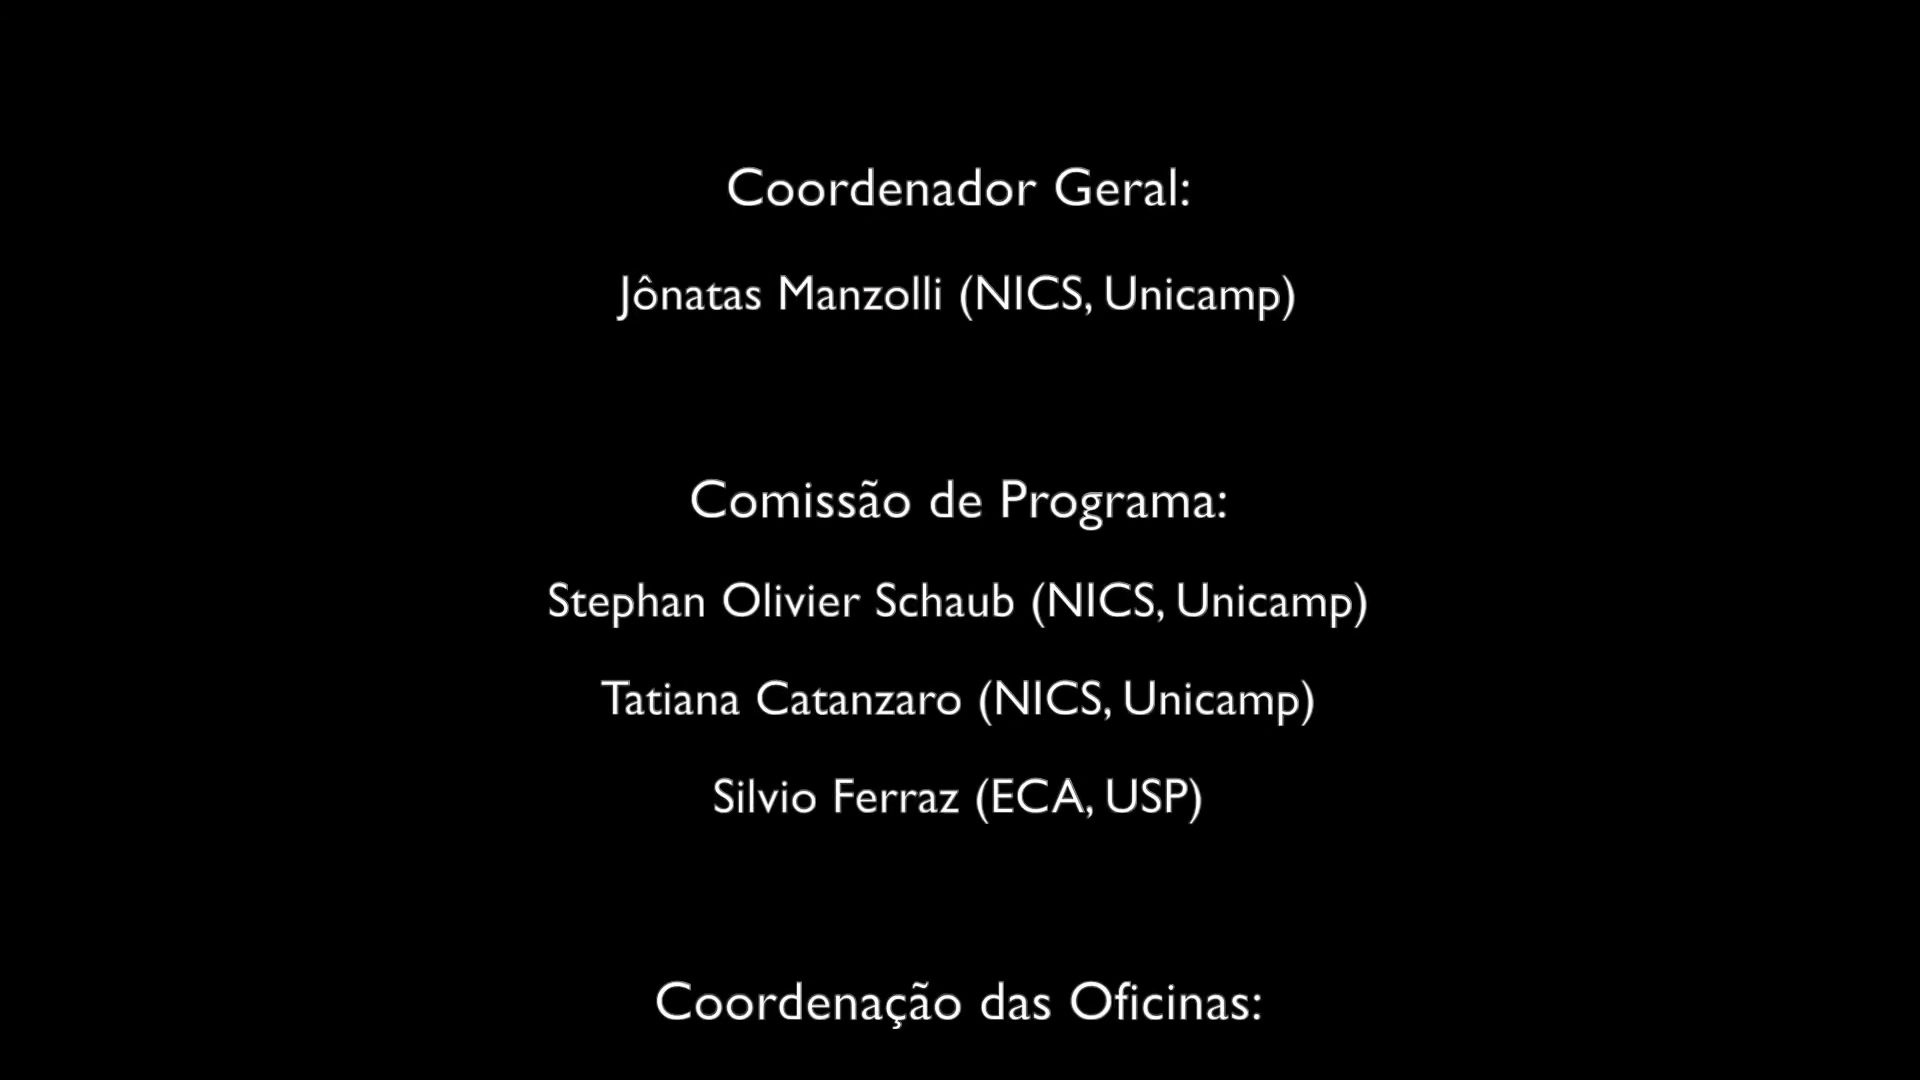 Coordenador Geral:
Jônatas Manzolli (NICS, Unicamp)
Comissão de Programa:
Stephan Olivier Schaub (NICS, Unicamp)
Tatiana Catanzaro (NICS, Unicamp)
Silvio Ferraz (ECA, USP)
Coordenação das Oficinas: